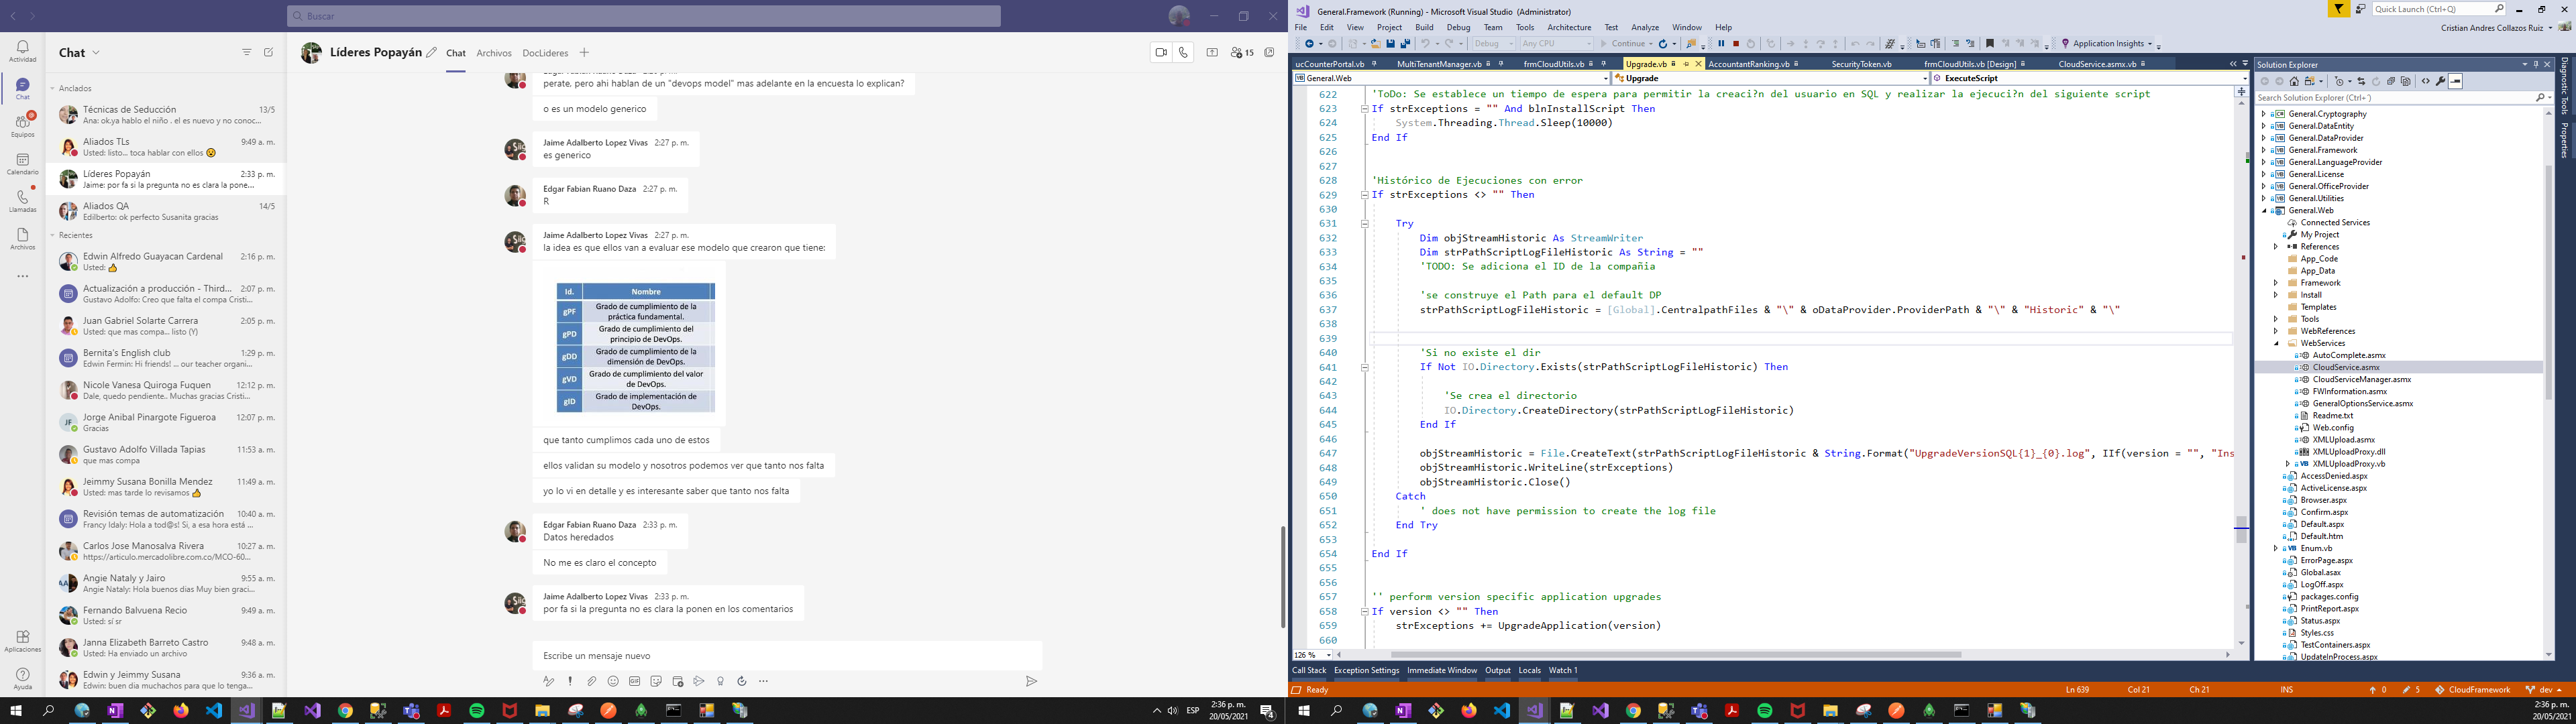 Buscar
Actividad
Chat
Equipos
Calendario
Llamadas
Archivos
Aplicaciones
Ayuda
Chat
Anclados
Técnicas de Seducción 13/5
Ana: ok.ya hablo el niño . el es nuevo y no conoc...
Aliados TLs 9:49 a. m.
Usted: listo... toca hablar con ellos
Líderes Popayán 2:33 p. m.
Jaime: por fa si la pregunta no es clara la pone...
Aliados QA 14/5
Edilberto: ok perfecto Susanita gracias
Recientes
Edwin Alfredo Guayacan Cardenal 2:16 p. m.
Usted:
Actualización a producción - Third... 2:07 p. m.
Gustavo Adolfo: Creo que falta el compa Cristi...
Juan Gabriel Solarte Carrera 2:05 p. m.
Usted: que mas compa... listo (Y)
Bernita's English club 1:29 p. m.
Edwin Fermin: Hi friends! ... our teacher organi...
Nicole Vanesa Quiroga Fuquen 12:12 p. m.
Dale, quedo pendiente.. Muchas gracias Cristi...
Jorge Anibal Pinargote Figueroa 12:07 p. m.
Gracias
Gustavo Adolfo Villada Tapias 11:53 a. m.
que mas compa
Jeimmy Susana Bonilla Mendez 11:49 a. m.
Usted: mas tarde lo revisamos
Revisión temas de automatización 10:40 a. m.
Francy Idaly: Hola a tod@s! Si, a esa hora está ...
Carlos Jose Manosalva Rivera 10:27 a. m.
https://articulo.mercadolibre.com.co/MCO-60...
Angie Nataly y Jairo 9:55 a. m.
Angie Nataly: Hola buenos dias Muy bien graci...
Fernando Balvuena Recio 9:49 a. m.
Usted: sí sr
Janna Elizabeth Barreto Castro 9:48 a. m.
Usted: Ha enviado un archivo
Edwin y Jeimmy Susana 9:36 a. m.
Edwin: buen dia muchachos para que lo tenga...
Líderes Popayán Chat Archivos DocLideres 15
perate, pero ahi hablan de un "devops model" mas adelante en la encuesta lo explican?
o es un modelo generico
Jaime Adalberto Lopez Vivas 2:27 p. m.
es generico
Edgar Fabian Ruano Daza 2:27 p. m.
R
Jaime Adalberto Lopez Vivas 2:27 p. m.
la idea es que ellos van a evaluar ese modelo que crearon que tiene:
Id. Nombre
gPF Grado de cumplimiento de la práctica fundamental.
gPD Grado de cumplimiento del principio de DevOps.
gDD Grado de cumplimiento de la dimensión de DevOps.
gVD Grado de cumplimiento del valor de DevOps.
gID Grado de implementación de DevOps.
que tanto cumplimos cada uno de estos
ellos validan su modelo y nosotros podemos ver que tanto nos falta
yo lo vi en detalle y es interesante saber que tanto nos falta
Edgar Fabian Ruano Daza 2:33 p. m.
Datos heredados
No me es claro el concepto
Jaime Adalberto Lopez Vivas 2:33 p. m.
por fa si la pregunta no es clara la ponen en los comentarios
Escribe un mensaje nuevo
ESP 2:36 p. m. 20/05/2021
General.Framework (Running) - Microsoft Visual Studio (Administrator)
Quick Launch (Ctrl+Q)
File Edit View Project Build Debug Team Tools Architecture Test Analyze Window Help
Cristian Andres Collazos Ruiz
Debug Any CPU Continue Application Insights
ucCounterPortal.vb MultiTenantManager.vb frmCloudUtils.vb Upgrade.vb AccountantRanking.vb SecurityToken.vb frmCloudUtils.vb [Design] CloudService.asmx.vb
General.Web Upgrade ExecuteScript
622 'ToDo: Se establece un tiempo de espera para permitir la creaci?n del usuario en SQL y realizar la ejecuci?n del siguiente script
623 If strExceptions = "" And blnInstallScript Then
624 System.Threading.Thread.Sleep(10000)
625 End If
626
627
628 'Histórico de Ejecuciones con error
629 If strExceptions <> "" Then
630
631 Try
632 Dim objStreamHistoric As StreamWriter
633 Dim strPathScriptLogFileHistoric As String = ""
634 'TODO: Se adiciona el ID de la compañia
635
636 'se construye el Path para el default DP
637 strPathScriptLogFileHistoric = [Global].CentralpathFiles & "\" & oDataProvider.ProviderPath & "\" & "Historic" & "\"
638
639
640 'Si no existe el dir
641 If Not IO.Directory.Exists(strPathScriptLogFileHistoric) Then
642
643 'Se crea el directorio
644 IO.Directory.CreateDirectory(strPathScriptLogFileHistoric)
645 End If
646
647 objStreamHistoric = File.CreateText(strPathScriptLogFileHistoric & String.Format("UpgradeVersionSQL{1}_{0}.log", IIf(version = "", "Ins
648 objStreamHistoric.WriteLine(strExceptions)
649 objStreamHistoric.Close()
650 Catch
651 ' does not have permission to create the log file
652 End Try
653
654 End If
655
656
657 '' perform version specific application upgrades
658 If version <> "" Then
659 strExceptions += UpgradeApplication(version)
660
126 %
Call Stack Exception Settings Immediate Window Output Locals Watch 1
Ready Ln 639 Col 21 Ch 21 INS 0 5 CloudFramework dev
Solution Explorer
Search Solution Explorer (Ctrl+´)
General.Cryptography
General.DataEntity
General.DataProvider
General.Framework
General.LanguageProvider
General.License
General.OfficeProvider
General.Utilities
General.Web
Connected Services
My Project
References
App_Code
App_Data
Framework
Install
Templates
Tools
WebReferences
WebServices
AutoComplete.asmx
CloudService.asmx
CloudServiceManager.asmx
FWInformation.asmx
GeneralOptionsService.asmx
Readme.txt
Web.config
XMLUpload.asmx
XMLUploadProxy.dll
XMLUploadProxy.vb
AccessDenied.aspx
ActiveLicense.aspx
Browser.aspx
Confirm.aspx
Default.aspx
Default.htm
Enum.vb
ErrorPage.aspx
Global.asax
LogOff.aspx
packages.config
PrintReport.aspx
Status.aspx
Styles.css
TestContainers.aspx
UpdateInProcess.aspx
Diagnostic Tools
Properties
2:36 p. m.
20/05/2021